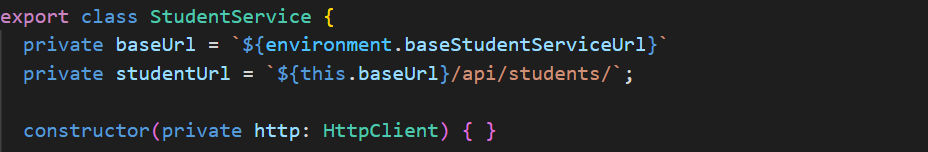 export class StudentService {
private baseUrl = `${environment.baseStudentServiceUrl}`
private studentUrl = `${this.baseUrl}/api/students/`;
constructor(private http: HttpClient) { }